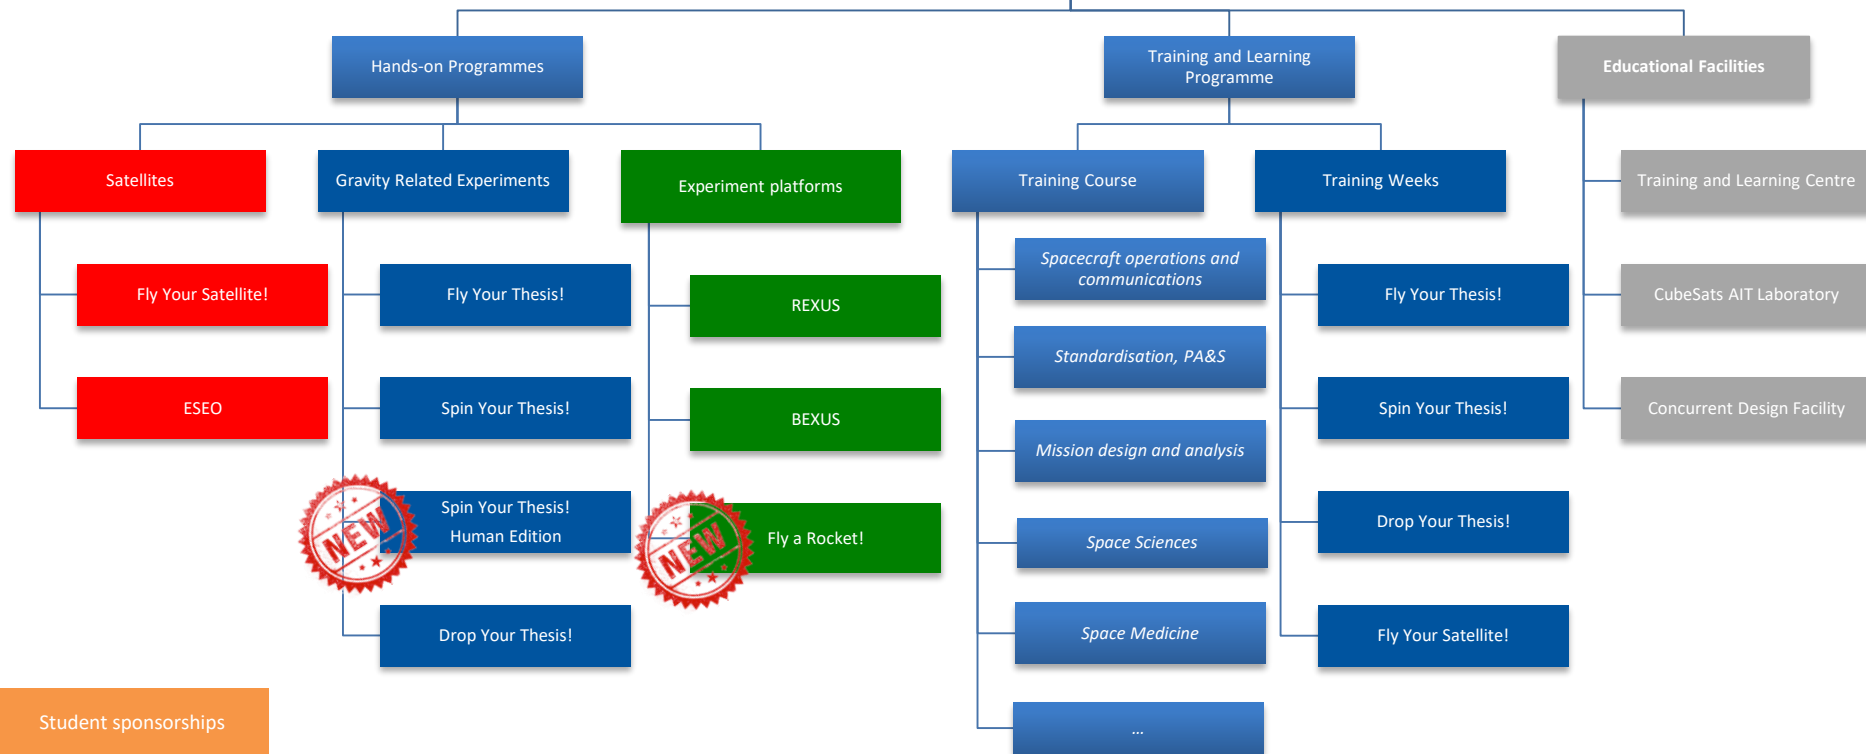 Hands-on Programmes
Training and Learning
Programme
Educational Facilities
Satellites
Gravity Related Experiments
Experiment platforms
Training Course
Training Weeks
Training and Learning Centre
Spacecraft operations and
communications
Fly Your Satellite!
Fly Your Thesis!
REXUS
Fly Your Thesis!
CubeSats AIT Laboratory
Standardisation, PA&S
ESEO
Spin Your Thesis!
BEXUS
Spin Your Thesis!
Concurrent Design Facility
Mission design and analysis
NEW
Spin Your Thesis!
Human Edition
NEW
Fly a Rocket!
Space Sciences
Drop Your Thesis!
Drop Your Thesis!
Space Medicine
Fly Your Satellite!
Student sponsorships
...